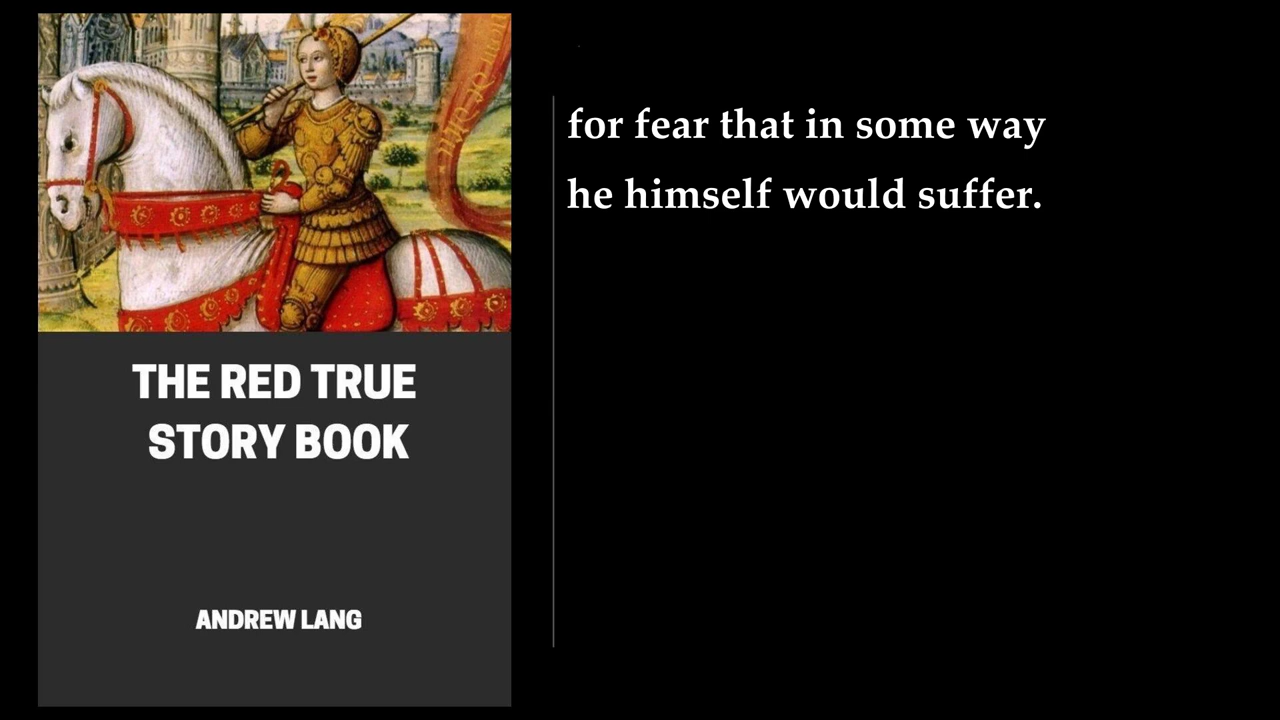 THE RED TRUE
STORY BOOK
ANDREW LANG
for fear that in some way
he himself would suffer.